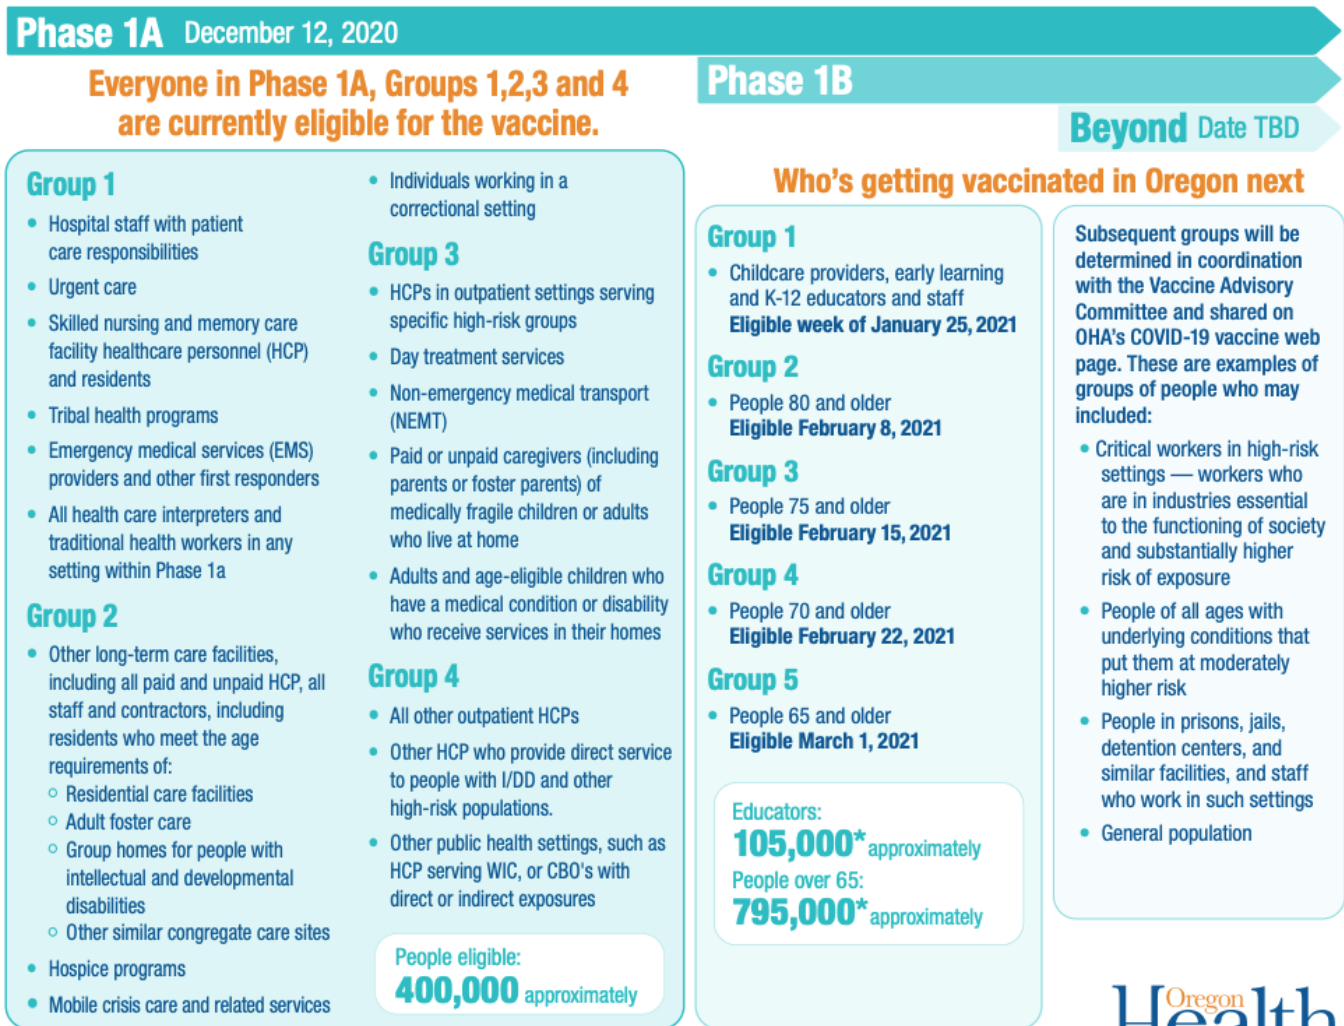 Phase 1A December 12, 2020
Everyone in Phase 1A, Groups 1,2,3 and 4
are currently eligible for the vaccine.
Group 1
• Hospital staff with patient
care responsibilities
• Urgent care
• Skilled nursing and memory care
facility healthcare personnel (HCP)
and residents
• Tribal health programs
• Emergency medical services (EMS)
providers and other first responders
• All health care interpreters and
traditional health workers in any
setting within Phase 1a
Group 2
• Other long-term care facilities,
including all paid and unpaid HCP, all
staff and contractors, including
residents who meet the age
requirements of:
○ Residential care facilities
○ Adult foster care
○ Group homes for people with
intellectual and developmental
disabilities
○ Other similar congregate care sites
• Hospice programs
• Mobile crisis care and related services
• Individuals working in a
correctional setting
Group 3
• HCPs in outpatient settings serving
specific high-risk groups
• Day treatment services
• Non-emergency medical transport
(NEMT)
• Paid or unpaid caregivers (including
parents or foster parents) of
medically fragile children or adults
who live at home
• Adults and age-eligible children who
have a medical condition or disability
who receive services in their homes
Group 4
• All other outpatient HCPs
• Other HCP who provide direct service
to people with I/DD and other
high-risk populations.
• Other public health settings, such as
HCP serving WIC, or CBO's with
direct or indirect exposures
People eligible:
400,000 approximately
Phase 1B
Beyond Date TBD
Who's getting vaccinated in Oregon next
Group 1
• Childcare providers, early learning
and K-12 educators and staff
Eligible week of January 25, 2021
Group 2
• People 80 and older
Eligible February 8, 2021
Group 3
• People 75 and older
Eligible February 15, 2021
Group 4
• People 70 and older
Eligible February 22, 2021
Group 5
• People 65 and older
Eligible March 1, 2021
Educators:
105,000* approximately
People over 65:
795,000* approximately
Subsequent groups will be
determined in coordination
with the Vaccine Advisory
Committee and shared on
OHA's COVID-19 vaccine web
page. These are examples of
groups of people who may
included:
• Critical workers in high-risk
settings — workers who
are in industries essential
to the functioning of society
and substantially higher
risk of exposure
• People of all ages with
underlying conditions that
put them at moderately
higher risk
• People in prisons, jails,
detention centers, and
similar facilities, and staff
who work in such settings
• General population
Oregon
Health